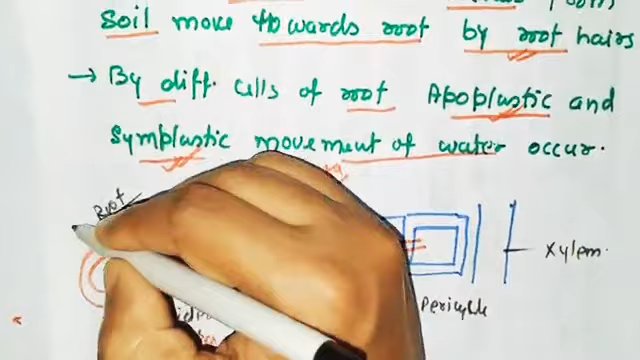 Soil move towards root by root hairs
→ By diff. cells of root Apoplastic and
Symplastic movement of water occur.
Root
Xylem.
Pericycle